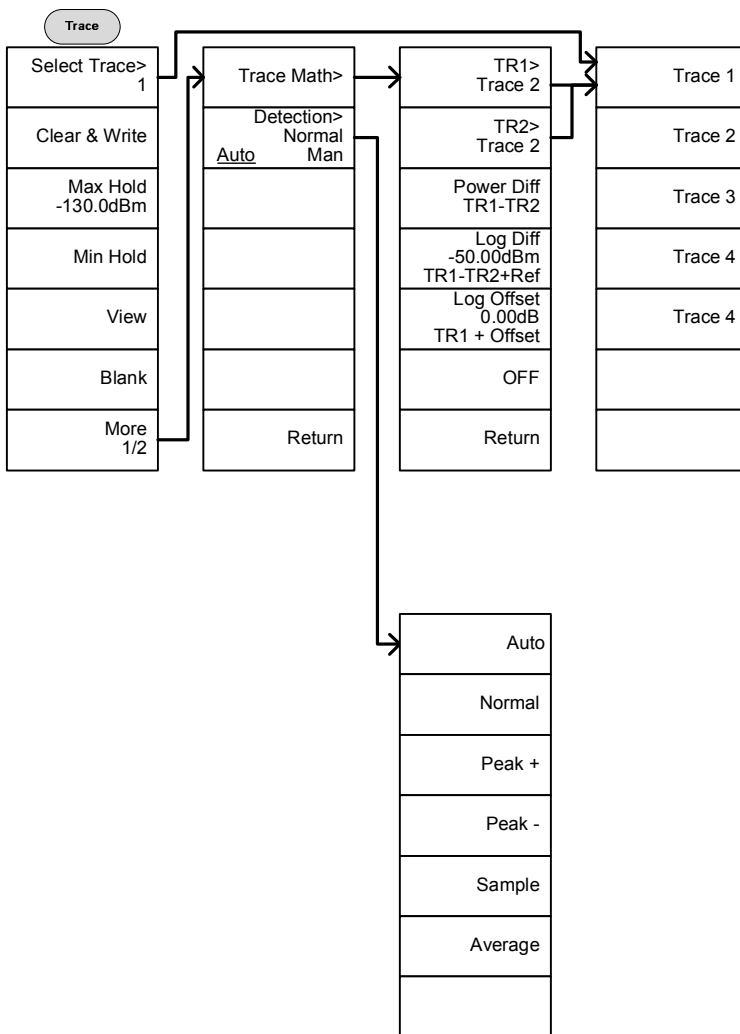 Trace
Select Trace>
1
Clear & Write
Max Hold
-130.0dBm
Min Hold
View
Blank
More
1/2
Trace Math>
Detection>
Normal
Auto Man
Return
TR1>
Trace 2
TR2>
Trace 2
Power Diff
TR1-TR2
Log Diff
-50.00dBm
TR1-TR2+Ref
Log Offset
0.00dB
TR1 + Offset
OFF
Return
Trace 1
Trace 2
Trace 3
Trace 4
Trace 4
Auto
Normal
Peak +
Peak -
Sample
Average